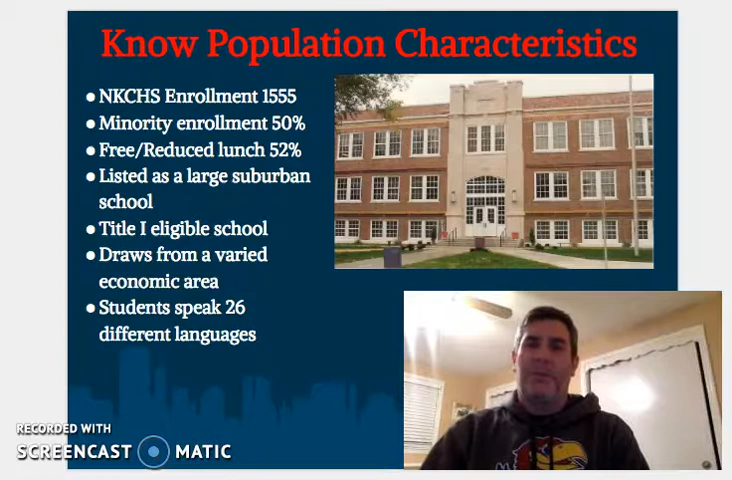 Know Population Characteristics
● NKCHS Enrollment 1555
● Minority enrollment 50%
● Free/Reduced lunch 52%
● Listed as a large suburban
school
● Title I eligible school
● Draws from a varied
economic area
● Students speak 26
different languages
RECORDED WITH
SCREENCAST MATIC